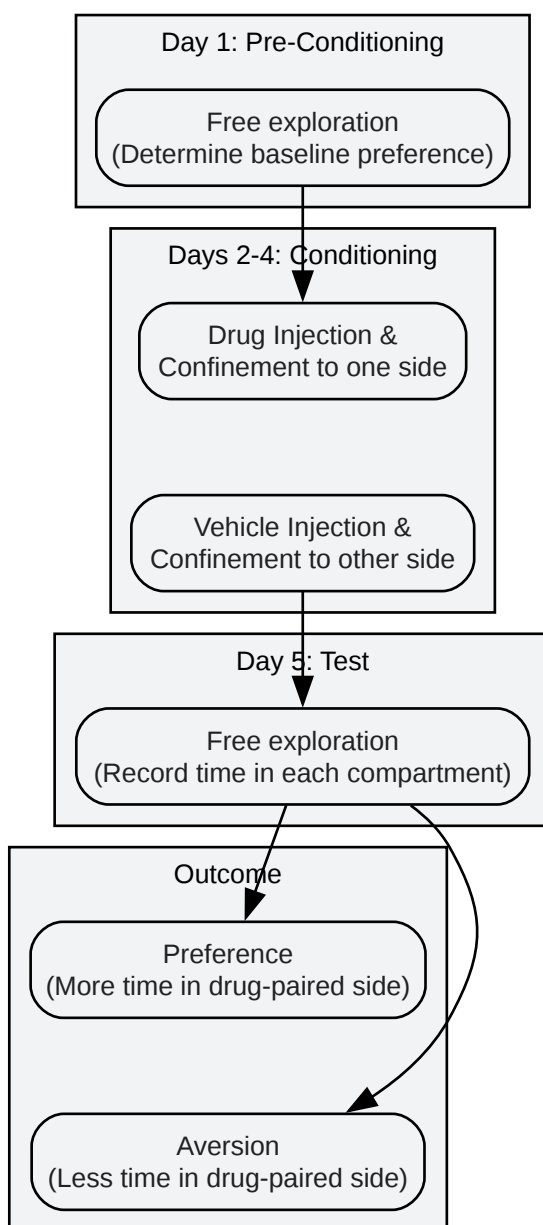 Day 1: Pre-Conditioning
Free exploration
(Determine baseline preference)
Days 2-4: Conditioning
Drug Injection &
Confinement to one side
Vehicle Injection &
Confinement to other side
Day 5: Test
Free exploration
(Record time in each compartment)
Outcome
Preference
(More time in drug-paired side)
Aversion
(Less time in drug-paired side)